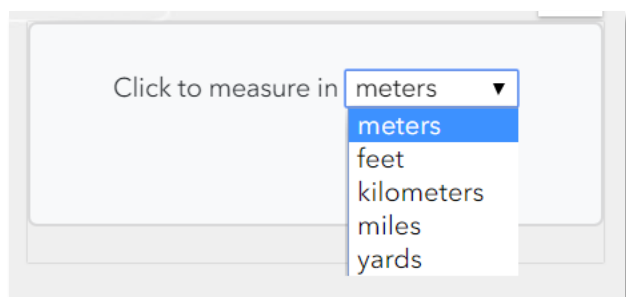 Click to measure in meters ▼
meters
feet
kilometers
miles
yards